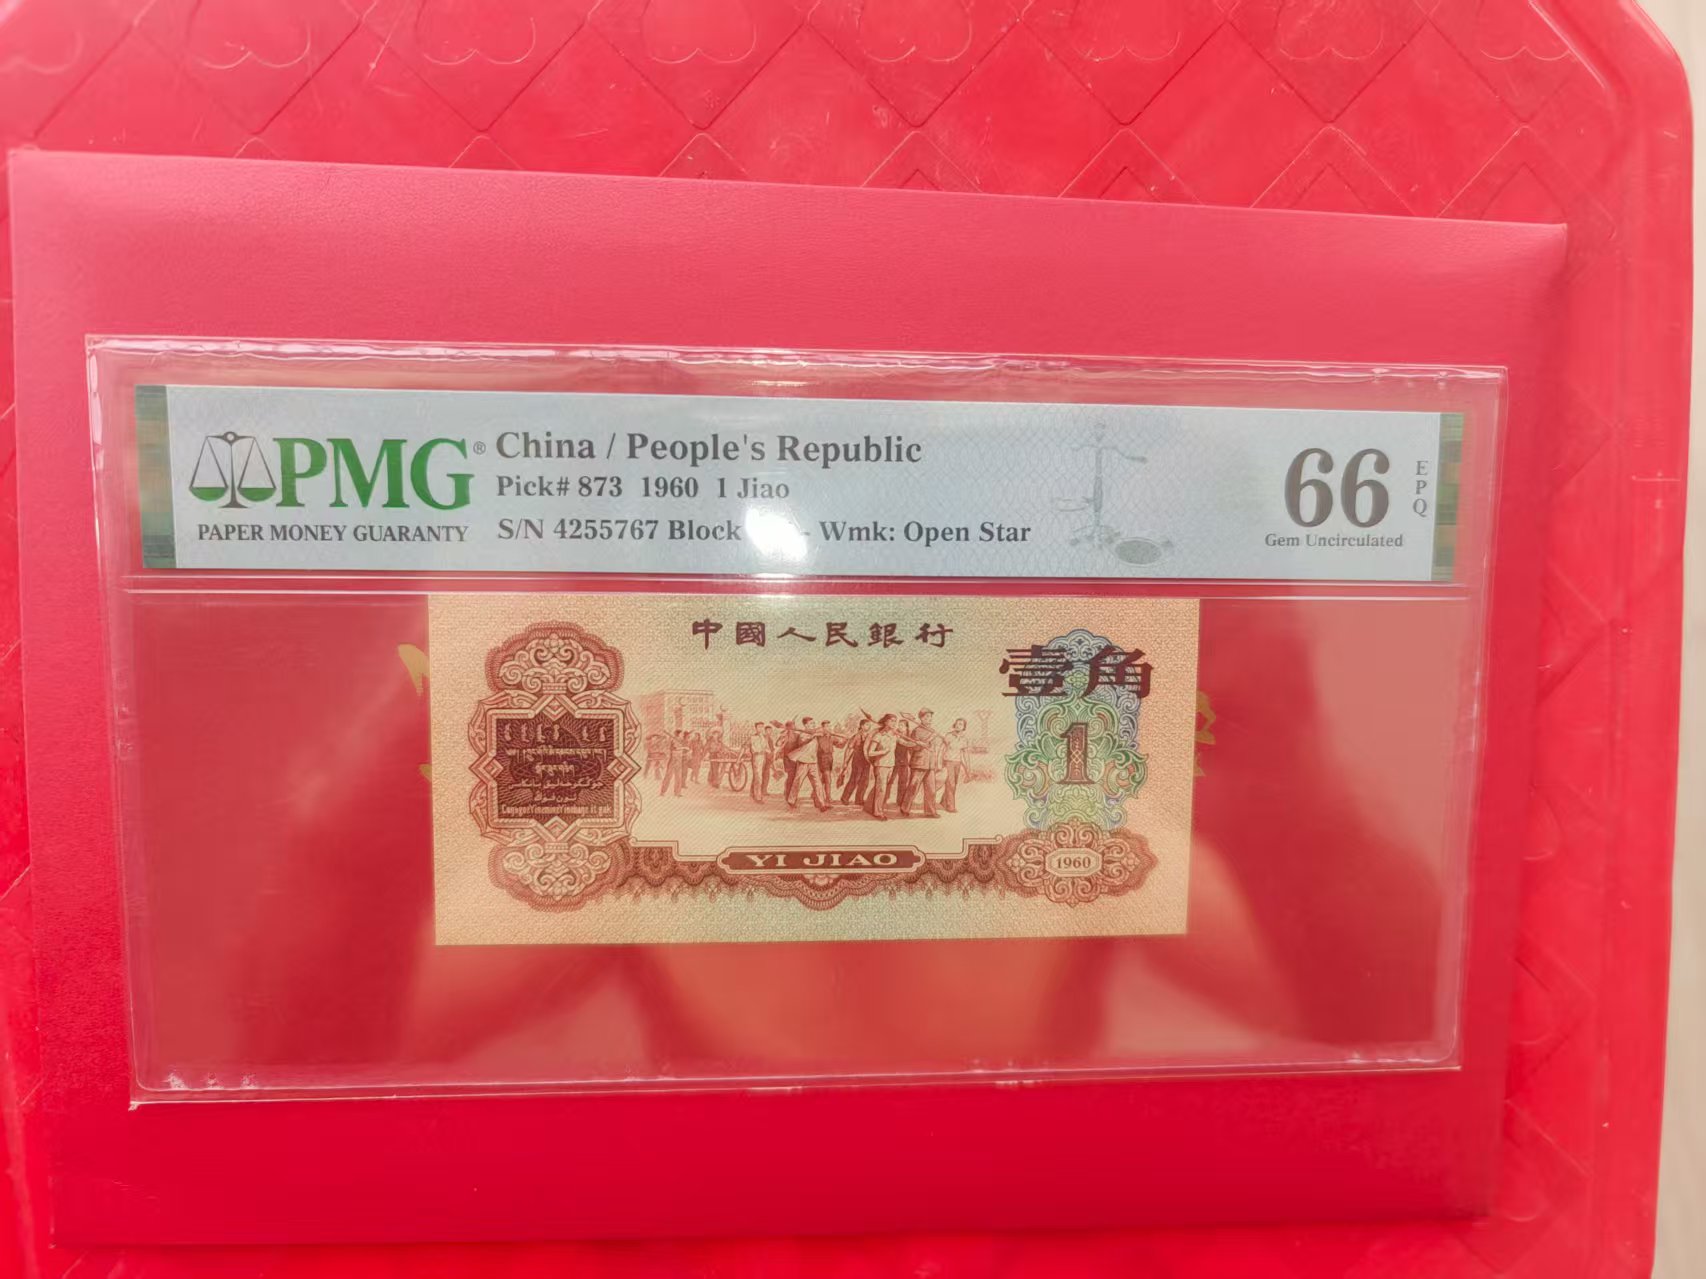 PMG®
PAPER MONEY GUARANTY
China / People's Republic
Pick# 873 1960 1 Jiao
S/N 4255767 Block - Wmk: Open Star
66
EPQ
Gem Uncirculated
中國人民銀行
壹角
1
YI JIAO
1960